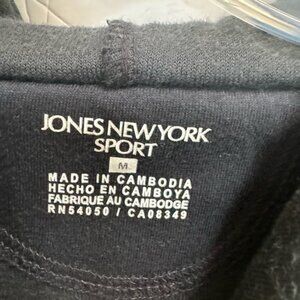 JONES NEW YORK
SPORT
M
MADE IN CAMBODIA
HECHO EN CAMBOYA
FABRIQUE AU CAMBODGE
RN54050 / CA08349